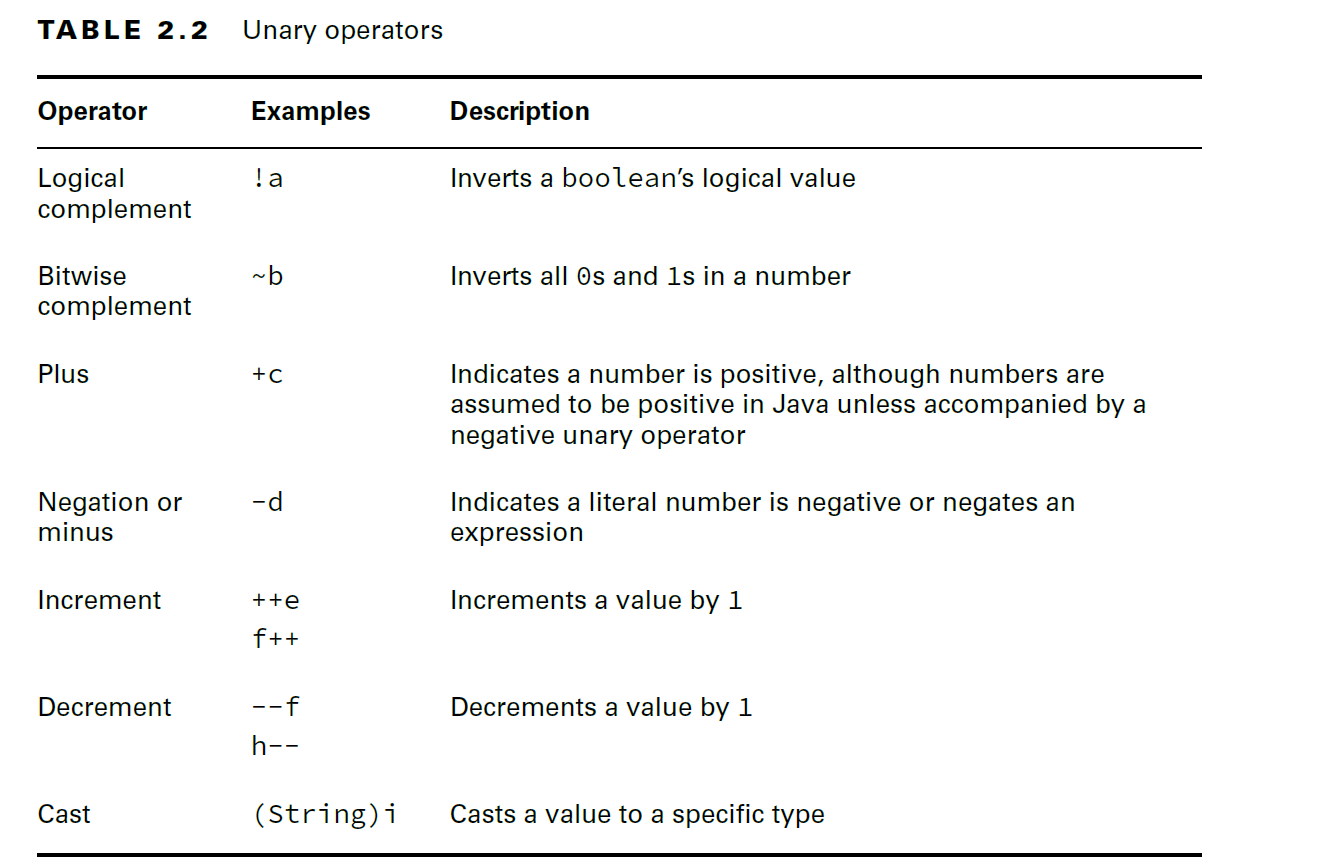 TABLE 2.2 Unary operators
Operator Examples Description
Logical complement !a Inverts a boolean’s logical value
Bitwise complement ~b Inverts all 0s and 1s in a number
Plus +c Indicates a number is positive, although numbers are
assumed to be positive in Java unless accompanied by a
negative unary operator
Negation or minus -d Indicates a literal number is negative or negates an
expression
Increment ++e Increments a value by 1
f++
Decrement --f Decrements a value by 1
h--
Cast (String)i Casts a value to a specific type